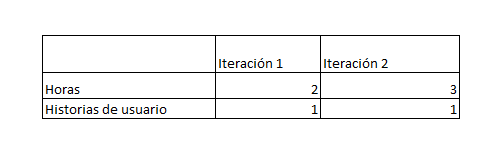 Iteración 1 Iteración 2
Horas 2 3
Historias de usuario 1 1